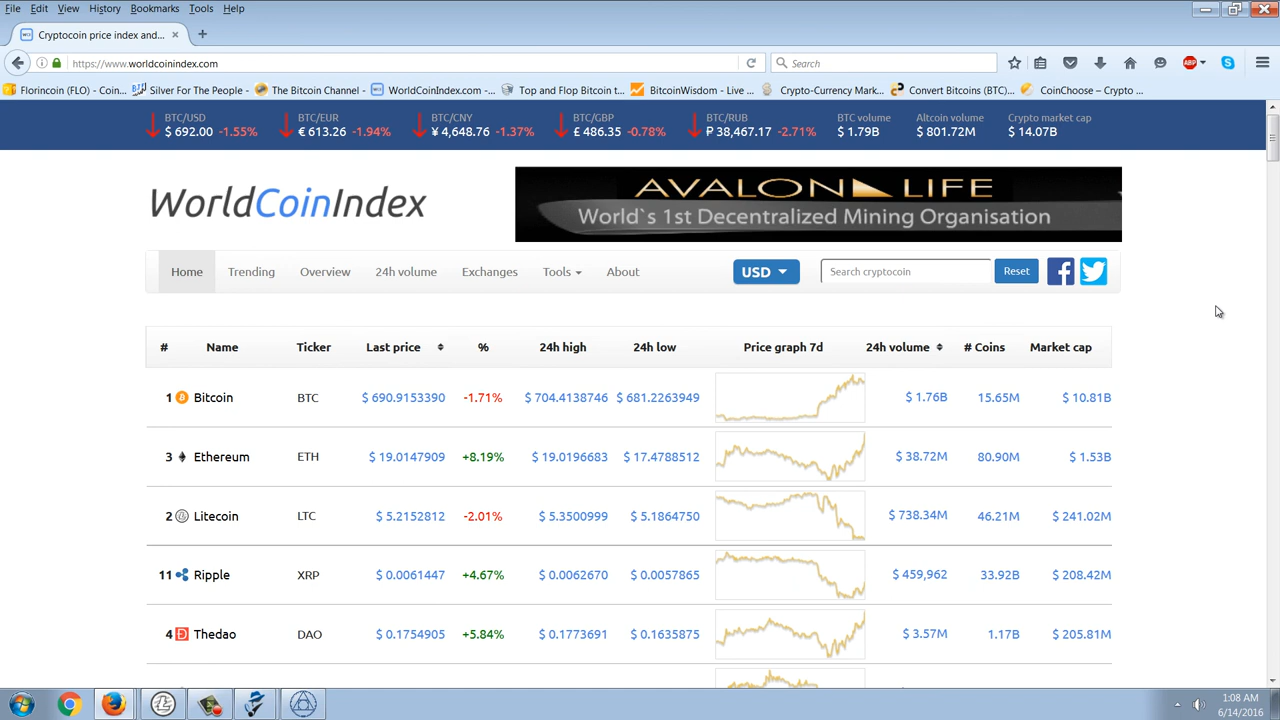 File Edit View History Bookmarks Tools Help
Cryptocoin price index and...
https://www.worldcoinindex.com
Search
ABP
Florincoin (FLO) - Coin... Silver For The People - ... The Bitcoin Channel - ... WorldCoinIndex.com - ... Top and Flop Bitcoin t... BitcoinWisdom - Live ... Crypto-Currency Mark... Convert Bitcoins (BTC)... CoinChoose - Crypto ...
BTC/USD BTC/EUR BTC/CNY BTC/GBP BTC/RUB BTC volume Altcoin volume Crypto market cap
$ 692.00 -1.55% € 613.26 -1.94% ¥ 4,648.76 -1.37% £ 486.35 -0.78% ₽ 38,467.17 -2.71% $ 1.79B $ 801.72M $ 14.07B
WorldCoinIndex
AVALON LIFE
World`s 1st Decentralized Mining Organisation
Home Trending Overview 24h volume Exchanges Tools About USD Search cryptocoin Reset
# Name Ticker Last price % 24h high 24h low Price graph 7d 24h volume # Coins Market cap
1 Bitcoin BTC $ 690.9153390 -1.71% $ 704.4138746 $ 681.2263949 $ 1.76B 15.65M $ 10.81B
3 Ethereum ETH $ 19.0147909 +8.19% $ 19.0196683 $ 17.4788512 $ 38.72M 80.90M $ 1.53B
2 Litecoin LTC $ 5.2152812 -2.01% $ 5.3500999 $ 5.1864750 $ 738.34M 46.21M $ 241.02M
11 Ripple XRP $ 0.0061447 +4.67% $ 0.0062670 $ 0.0057865 $ 459,962 33.92B $ 208.42M
4 Thedao DAO $ 0.1754905 +5.84% $ 0.1773691 $ 0.1635875 $ 3.57M 1.17B $ 205.81M
1:08 AM
6/14/2016